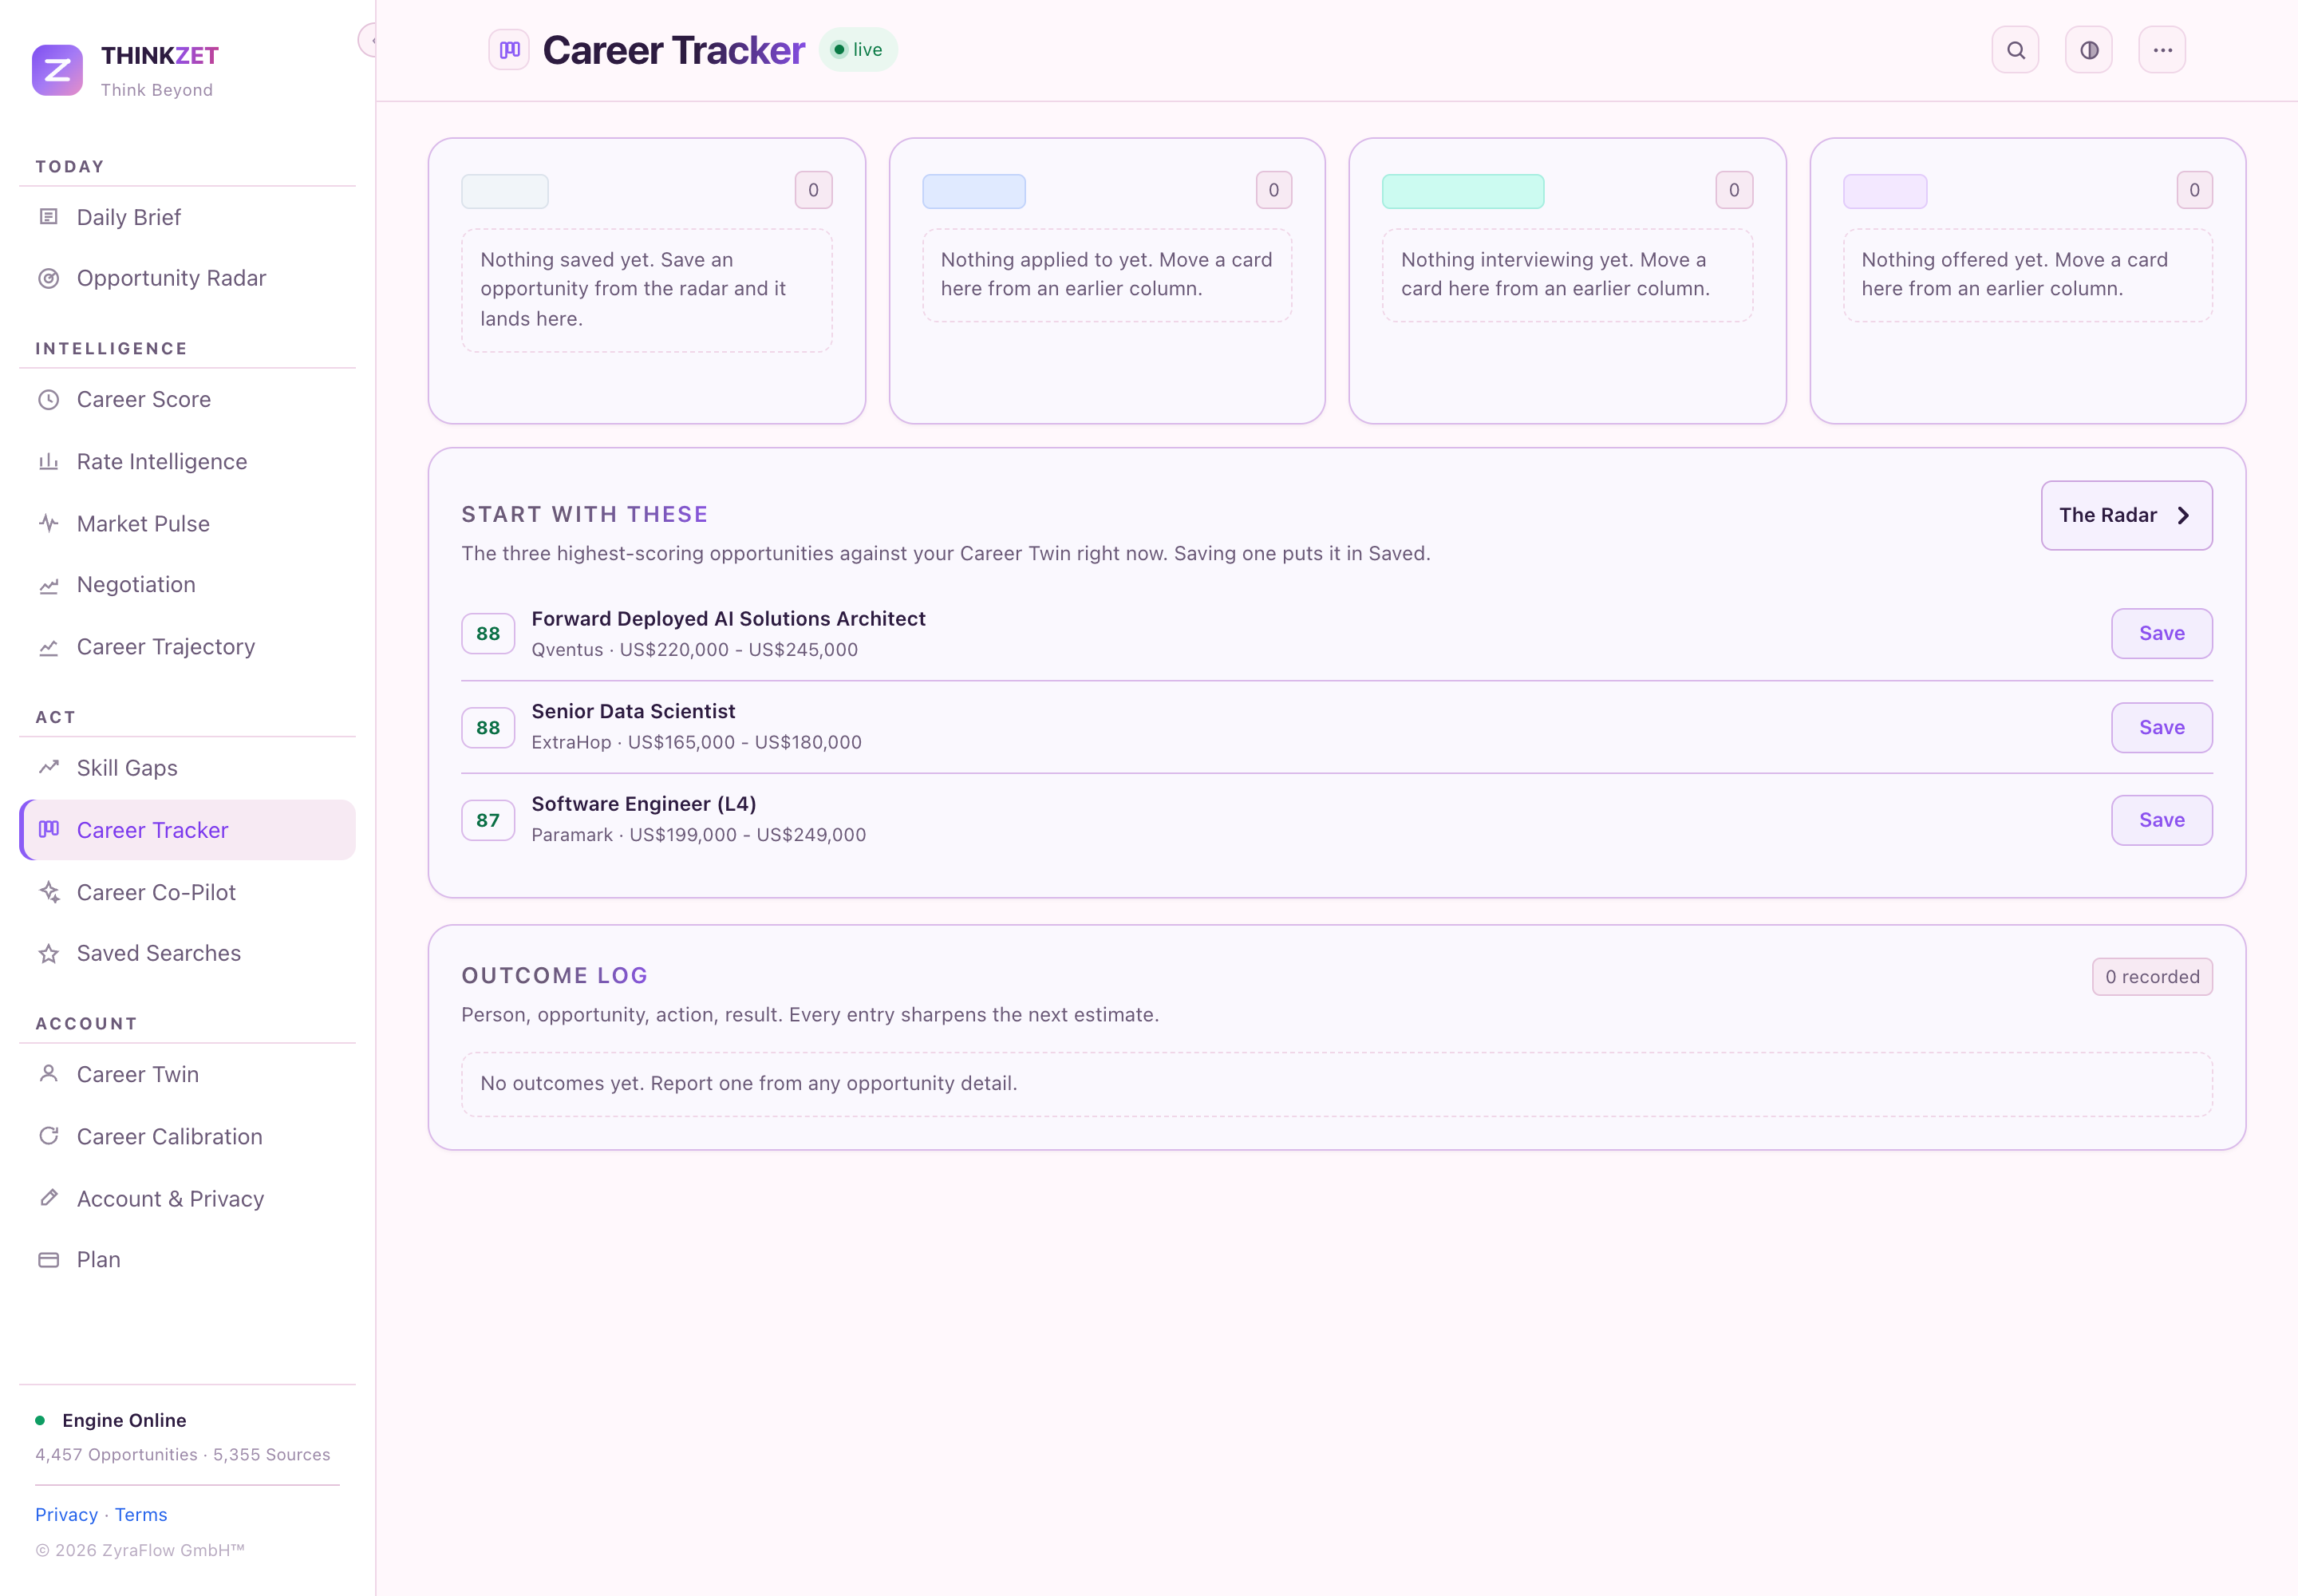 THINKZET
Think Beyond
TODAY
Daily Brief
Opportunity Radar
INTELLIGENCE
Career Score
Rate Intelligence
Market Pulse
Negotiation
Career Trajectory
ACT
Skill Gaps
Career Tracker
Career Co-Pilot
Saved Searches
ACCOUNT
Career Twin
Career Calibration
Account & Privacy
Plan
Engine Online
4,457 Opportunities · 5,355 Sources
Privacy · Terms
© 2026 ZyraFlow GmbH™
Career Tracker
live
0
Nothing saved yet. Save an
opportunity from the radar and it
lands here.
0
Nothing applied to yet. Move a card
here from an earlier column.
0
Nothing interviewing yet. Move a
card here from an earlier column.
0
Nothing offered yet. Move a card
here from an earlier column.
START WITH THESE
The Radar
The three highest-scoring opportunities against your Career Twin right now. Saving one puts it in Saved.
88
Forward Deployed AI Solutions Architect
Qventus · US$220,000 - US$245,000
Save
88
Senior Data Scientist
ExtraHop · US$165,000 - US$180,000
Save
87
Software Engineer (L4)
Paramark · US$199,000 - US$249,000
Save
OUTCOME LOG
0 recorded
Person, opportunity, action, result. Every entry sharpens the next estimate.
No outcomes yet. Report one from any opportunity detail.